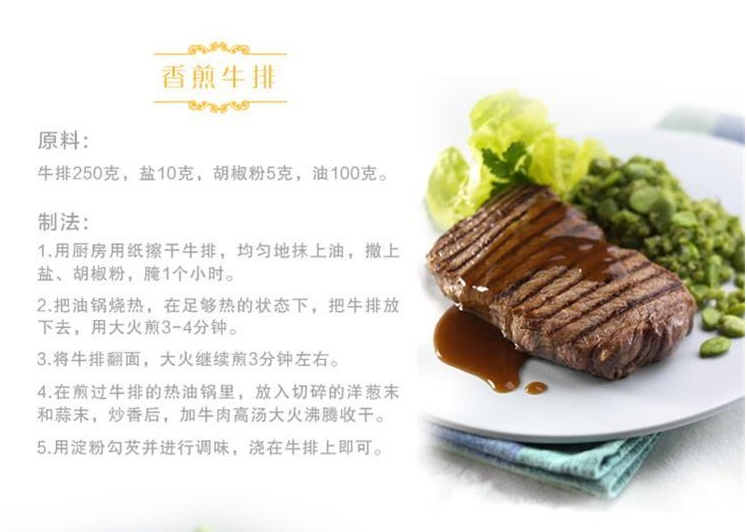 香煎牛排
原料:
牛排250克，盐10克，胡椒粉5克，油100克。
制法:
1.用厨房用纸擦干牛排，均匀地抹上油，撒上
盐、胡椒粉，腌1个小时。
2.把油锅烧热，在足够热的状态下，把牛排放
下去，用大火煎3-4分钟。
3.将牛排翻面，大火继续煎3分钟左右。
4.在煎过牛排的热油锅里，放入切碎的洋葱末
和蒜末，炒香后，加牛肉高汤大火沸腾收干。
5.用淀粉勾芡并进行调味，浇在牛排上即可。